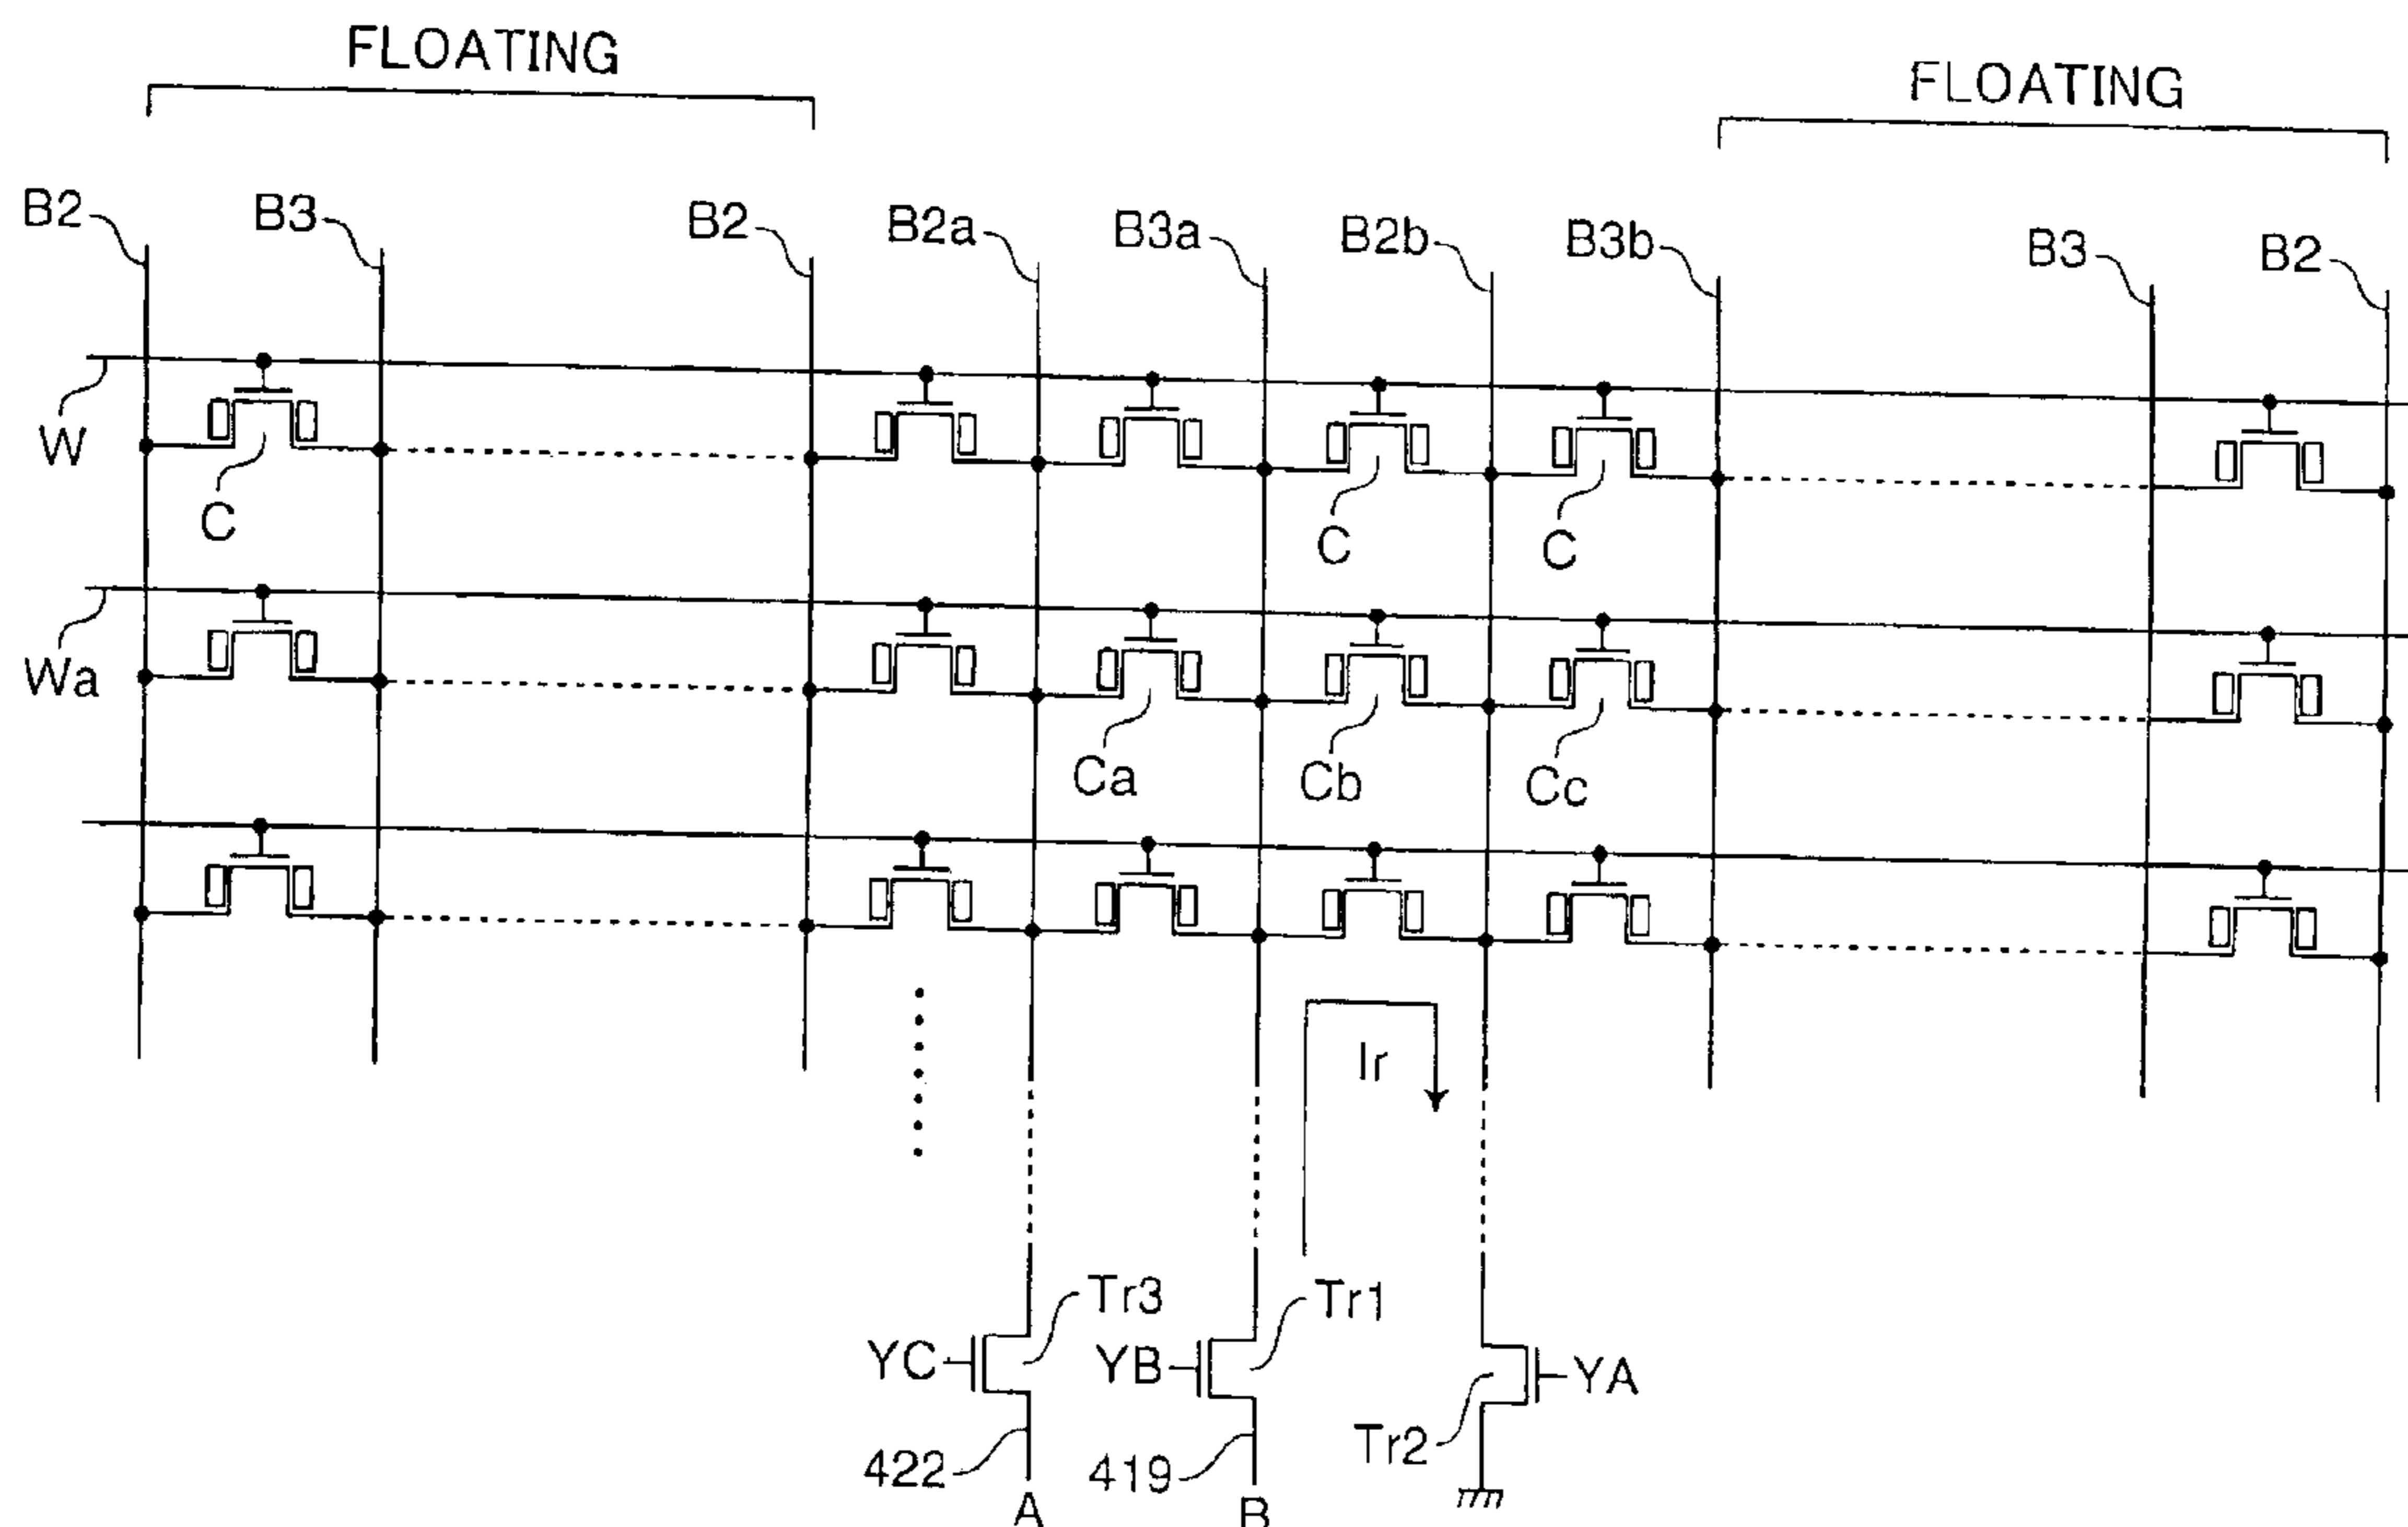 FLOATING
FLOATING
B2
B3
B2
B2a
B3a
B2b
B3b
B3
B2
W
C
C
C
Wa
Ca
Cb
Cc
Ir
Tr3
Tr1
YC
YB
YA
Tr2
422
419
A
B